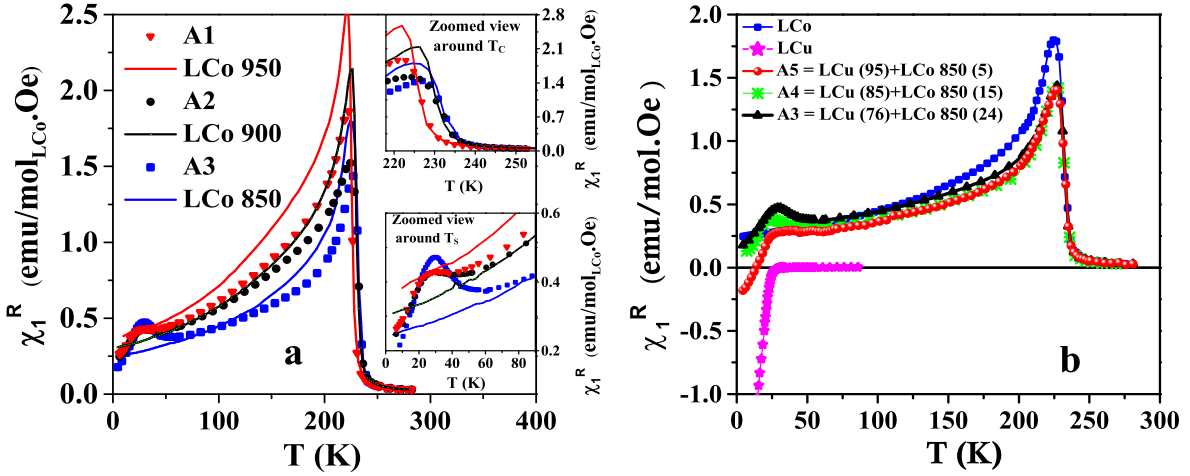 A1
LCo 950
A2
LCo 900
A3
LCo 850
χ₁ᴿ (emu/mol_LCo.Oe)
2.5
2.0
1.5
1.0
0.5
0.0
0 100 200 300 400
T (K)
a
Zoomed view
around T_C
2.8
2.1
1.4
0.7
0.0
220 230 240 250
T (K)
χ₁ᴿ (emu/mol_LCo.Oe)
Zoomed view
around T_S
0.6
0.4
0.2
0 20 40 60 80
T (K)
χ₁ᴿ (emu/mol_LCo.Oe)
LCo
LCu
A5 = LCu (95)+LCo 850 (5)
A4 = LCu (85)+LCo 850 (15)
A3 = LCu (76)+LCo 850 (24)
χ₁ᴿ (emu/mol.Oe)
2.0
1.5
1.0
0.5
0.0
-0.5
-1.0
0 50 100 150 200 250 300
T (K)
b